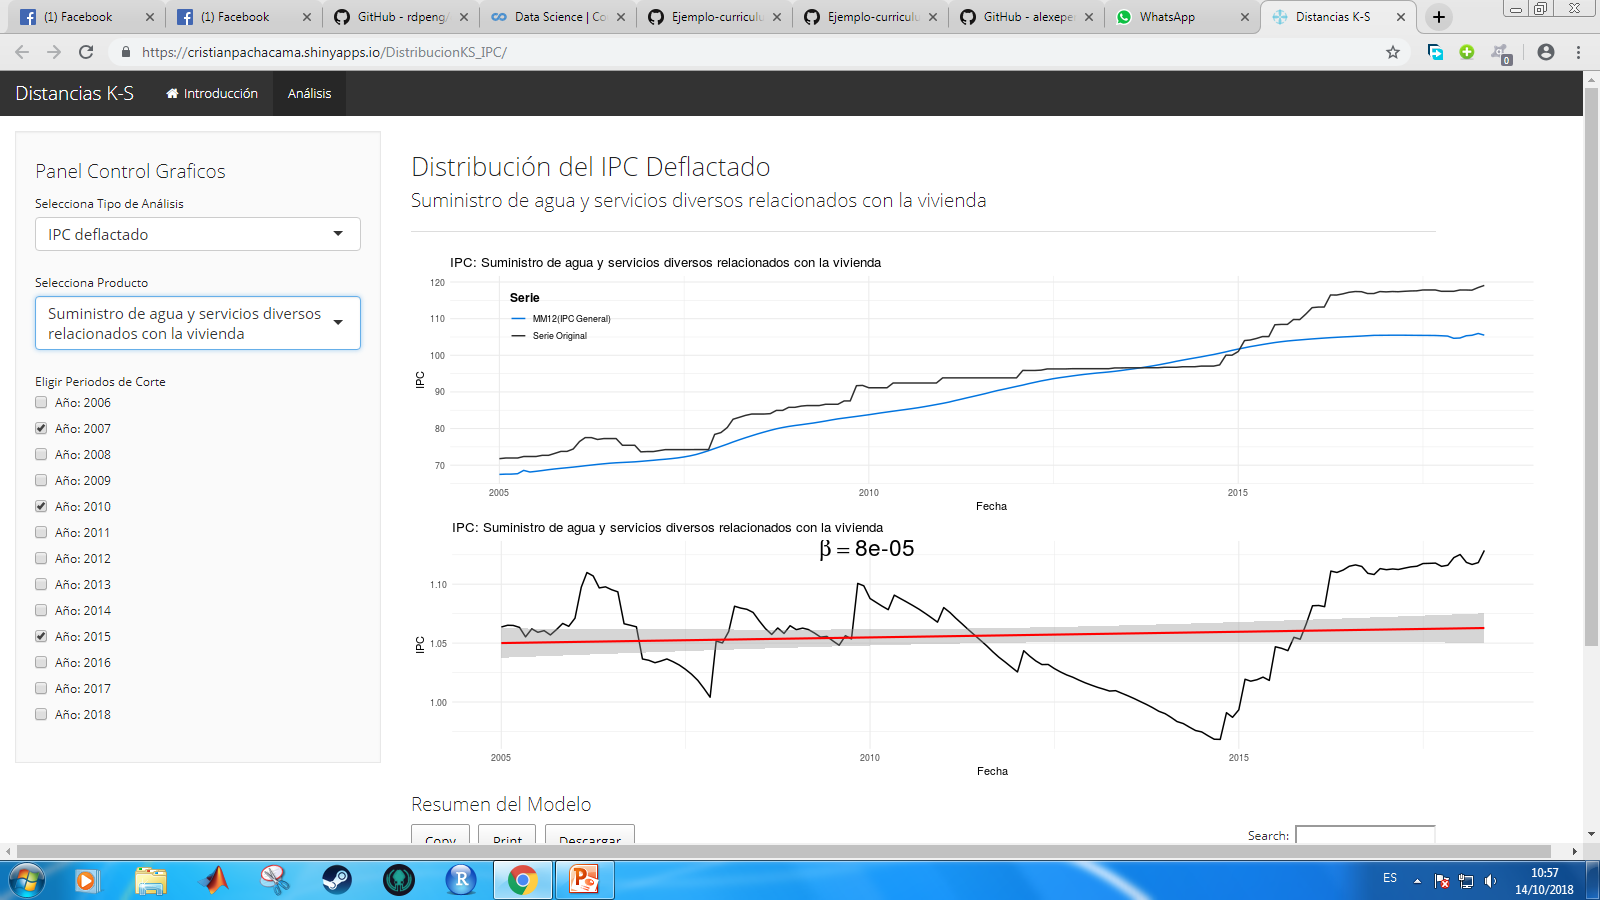 (1) Facebook
(1) Facebook
GitHub - rdpeng/
Data Science | Co
Ejemplo-curriculu
Ejemplo-curriculu
GitHub - alexepe
WhatsApp
Distancias K-S
https://cristianpachacama.shinyapps.io/DistribucionKS_IPC/
0
Distancias K-S
Introducción
Análisis
Panel Control Graficos
Selecciona Tipo de Análisis
IPC deflactado
Selecciona Producto
Suministro de agua y servicios diversos
relacionados con la vivienda
Eligir Periodos de Corte
Año: 2006
Año: 2007
Año: 2008
Año: 2009
Año: 2010
Año: 2011
Año: 2012
Año: 2013
Año: 2014
Año: 2015
Año: 2016
Año: 2017
Año: 2018
Distribución del IPC Deflactado
Suministro de agua y servicios diversos relacionados con la vivienda
IPC: Suministro de agua y servicios diversos relacionados con la vivienda
120
110
100
90
80
70
IPC
Serie
MM12(IPC General)
Serie Original
2005
2010
2015
Fecha
IPC: Suministro de agua y servicios diversos relacionados con la vivienda
β = 8e-05
1.10
1.05
1.00
IPC
2005
2010
2015
Fecha
Resumen del Modelo
Copy
Print
Descargar
Search:
ES
10:57
14/10/2018